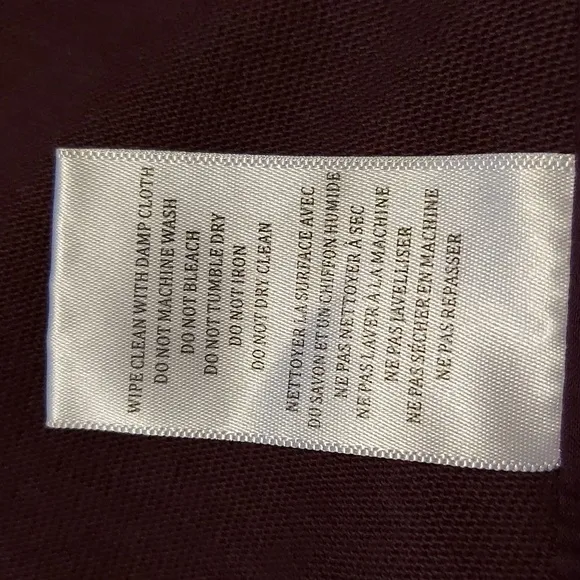 WIPE CLEAN WITH DAMP CLOTH
DO NOT MACHINE WASH
DO NOT BLEACH
DO NOT TUMBLE DRY
DO NOT IRON
DO NOT DRY CLEAN
NETTOYER LA SURFACE AVEC
DU SAVON ET UN CHIFFON HUMIDE
NE PAS NETTOYER À SEC
NE PAS LAVER A LA MACHINE
NE PAS JAVELLISER
NE PAS SECHER EN MACHINE
NE PAS REPASSER